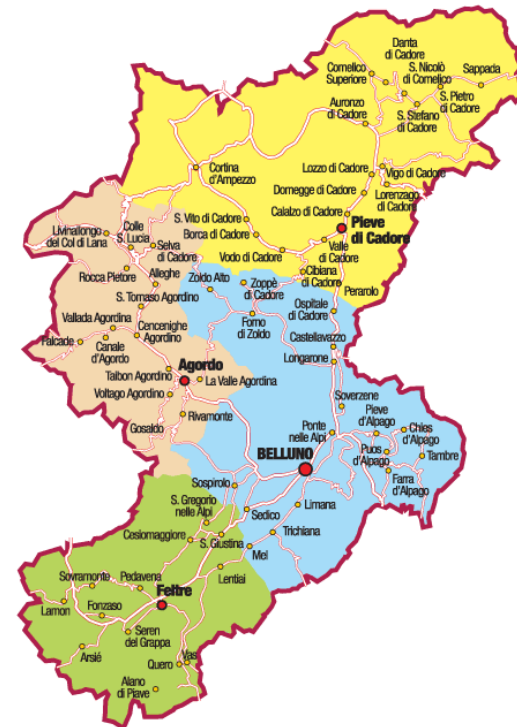 Danta
di Cadore
Comelico
Superiore
S. Nicolò
di Comelico
Sappada
S. Pietro
di Cadore
Auronzo
di Cadore
S. Stefano
di Cadore
Cortina
d'Ampezzo
Lozzo di Cadore
Vigo di Cadore
Domegge di Cadore
Lorenzago
di Cadore
Calalzo di Cadore
S. Vito di Cadore
Pieve
di Cadore
Borca di Cadore
Valle
di Cadore
Vodo di Cadore
Cibiana
di Cadore
Perarolo
Livinallongo
del Col di Lana
Colle
S. Lucia
Selva
di Cadore
Rocca Pietore
Alleghe
Zoldo Alto
Zoppè
di Cadore
S. Tomaso Agordino
Ospitale
di Cadore
Forno
di Zoldo
Vallada Agordina
Cencenighe
Agordino
Castellavazzo
Falcade
Canale
d'Agordo
Longarone
Agordo
Taibon Agordino
La Valle Agordina
Voltago Agordino
Soverzene
Rivamonte
Pieve
d'Alpago
Chies
d'Alpago
Gosaldo
Ponte
nelle Alpi
Puos
d'Alpago
Tambre
BELLUNO
Farra
d'Alpago
Sospirolo
S. Gregorio
nelle Alpi
Limana
Sedico
Cesiomaggiore
S. Giustina
Trichiana
Mel
Lentiai
Sovramonte
Pedavena
Feltre
Lamon
Fonzaso
Seren
del Grappa
Arsié
Quero
Vas
Alano
di Piave